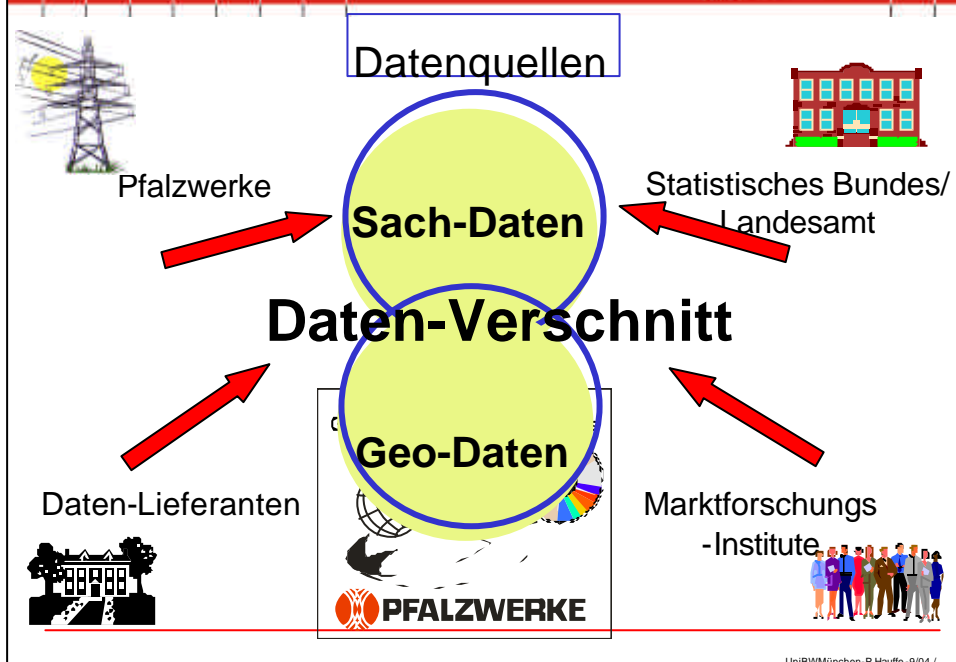 Datenquellen
Pfalzwerke
Statistisches Bundes/
Landesamt
Sach-Daten
Daten-Verschnitt
Geo-Daten
Daten-Lieferanten
Marktforschungs
-Institute
PFALZWERKE
UniBWMünchen-P.Hauffe -9/04 /